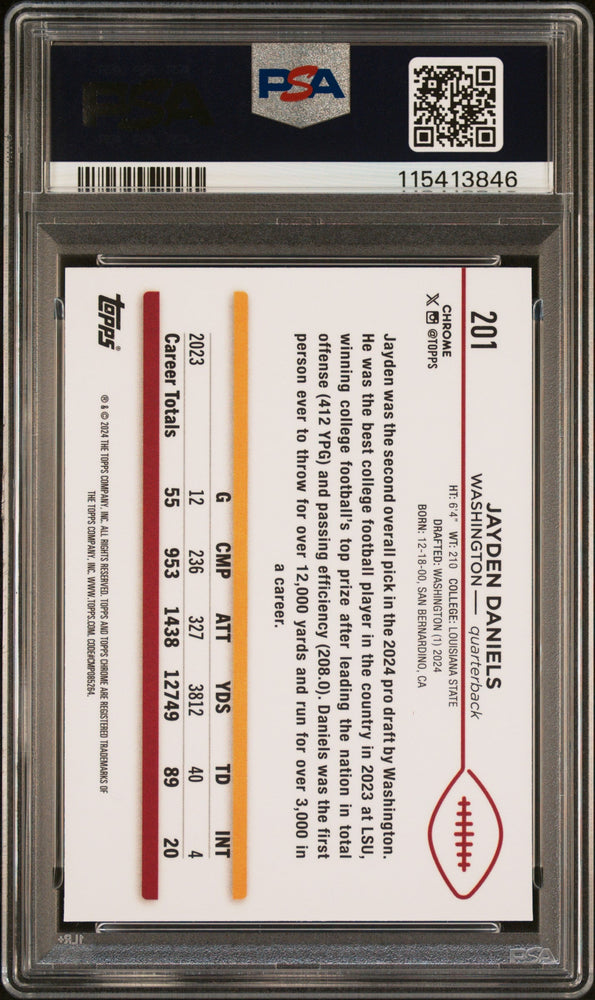 PSA
PSA
115413846
201
CHROME
X @TOPPS
JAYDEN DANIELS
WASHINGTON — quarterback
HT: 6'4" WT: 210 COLLEGE: LOUISIANA STATE
DRAFTED: WASHINGTON (1) 2024
BORN: 12-18-00, SAN BERNARDINO, CA
Jayden was the second overall pick in the 2024 pro draft by Washington.
He was the best college football player in the country in 2023 at LSU,
winning college football's top prize after leading the nation in total
offense (412 YPG) and passing efficiency (208.0). Daniels was the first
person ever to throw for over 12,000 yards and run for over 3,000 in
a career.
G CMP ATT YDS TD INT
2023 12 236 327 3812 40 4
Career Totals 55 953 1438 12749 89 20
topps®
® & © 2024 THE TOPPS COMPANY, INC. ALL RIGHTS RESERVED. TOPPS AND TOPPS CHROME ARE REGISTERED TRADEMARKS OF
THE TOPPS COMPANY, INC. WWW.TOPPS.COM. CODE#CMP085284.
PSA